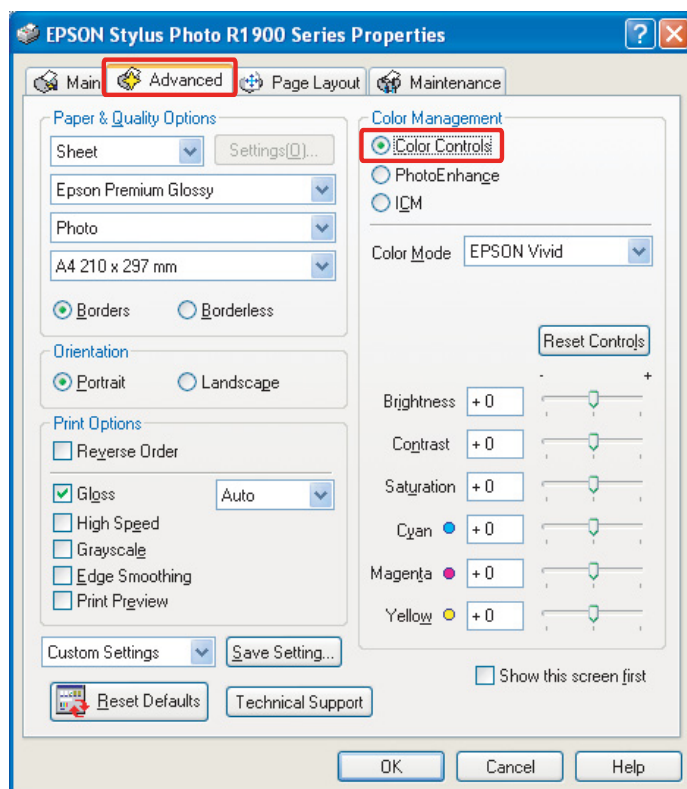 EPSON Stylus Photo R1900 Series Properties
Main
Advanced
Page Layout
Maintenance
Paper & Quality Options
Sheet
Settings(O)...
Epson Premium Glossy
Photo
A4 210 x 297 mm
Borders
Borderless
Orientation
Portrait
Landscape
Print Options
Reverse Order
Gloss
Auto
High Speed
Grayscale
Edge Smoothing
Print Preview
Custom Settings
Save Setting...
Reset Defaults
Technical Support
Color Management
Color Controls
PhotoEnhance
ICM
Color Mode
EPSON Vivid
Reset Controls
- +
Brightness + 0
Contrast + 0
Saturation + 0
Cyan + 0
Magenta + 0
Yellow + 0
Show this screen first
OK
Cancel
Help